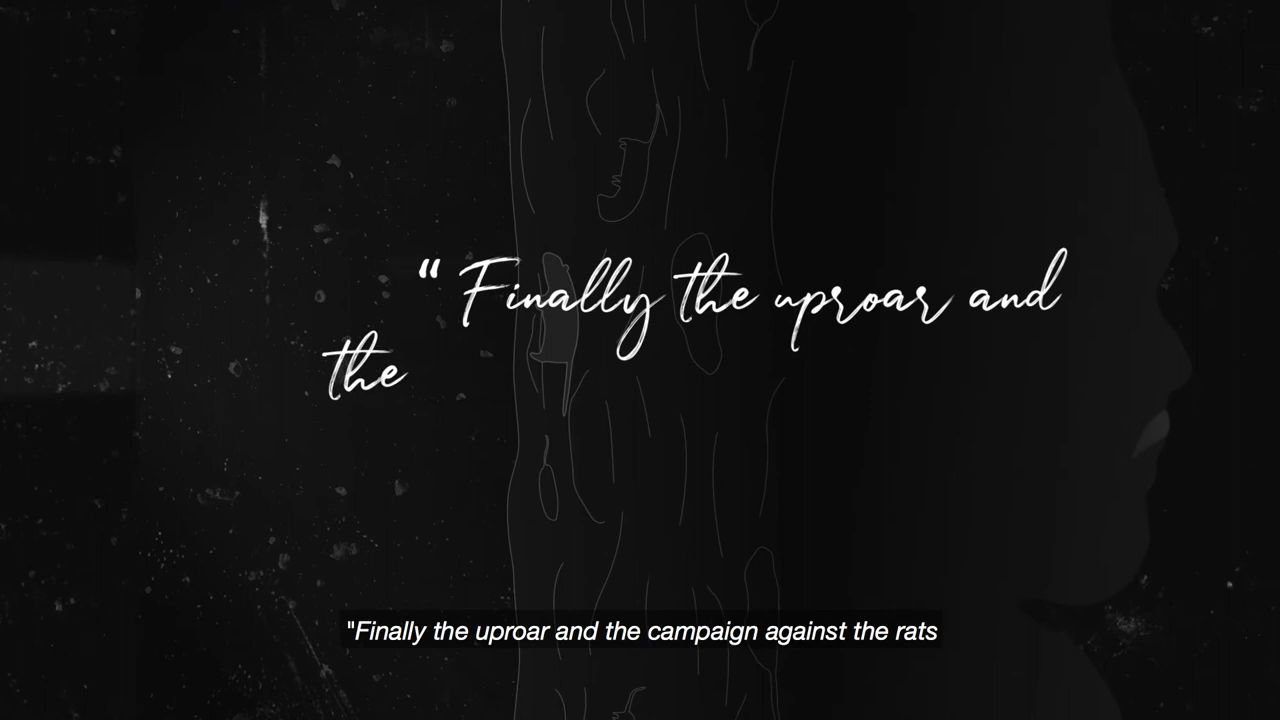 “ Finally the uproar and
the
"Finally the uproar and the campaign against the rats